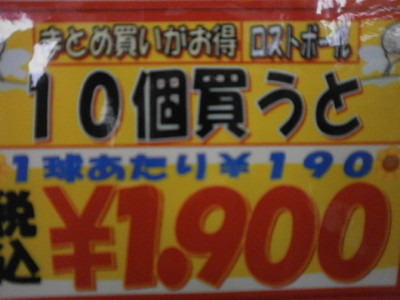 まとめ買いがお得 ロストボール
10個買うと
1球あたり¥190
税込 ¥1,900